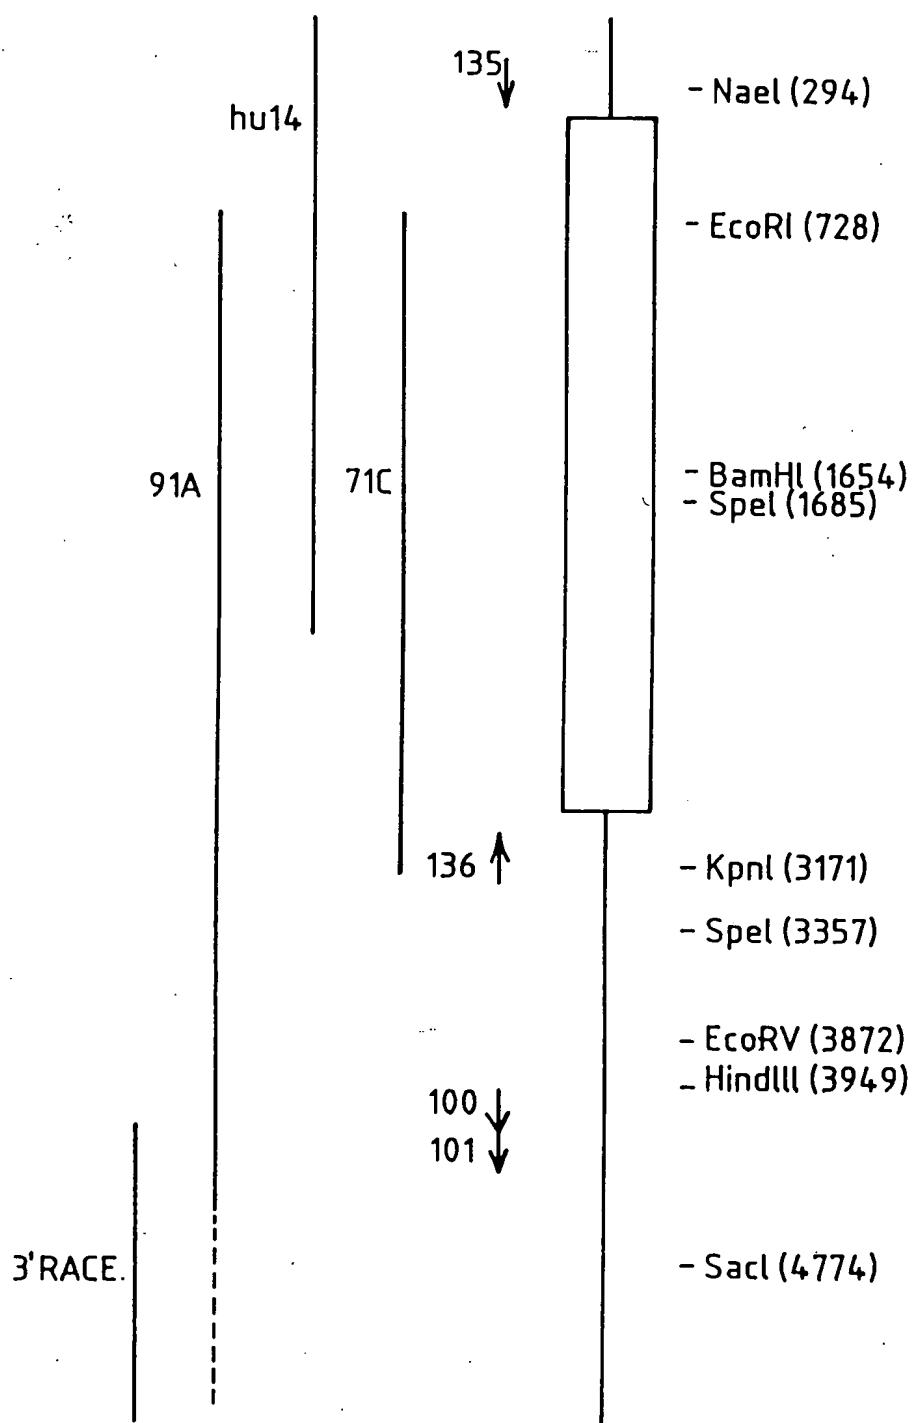 135
NaeI (294)
hu14
EcoRI (728)
91A
71C
BamHI (1654)
SpeI (1685)
136
KpnI (3171)
SpeI (3357)
EcoRV (3872)
HindIII (3949)
100
101
3'RACE.
SacI (4774)